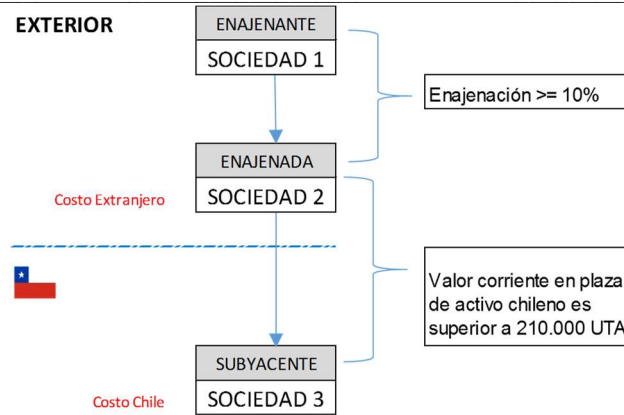 EXTERIOR
ENAJENANTE
SOCIEDAD 1
Enajenación >= 10%
ENAJENADA
SOCIEDAD 2
Costo Extranjero
Valor corriente en plaza
de activo chileno es
superior a 210.000 UTA
SUBYACENTE
SOCIEDAD 3
Costo Chile